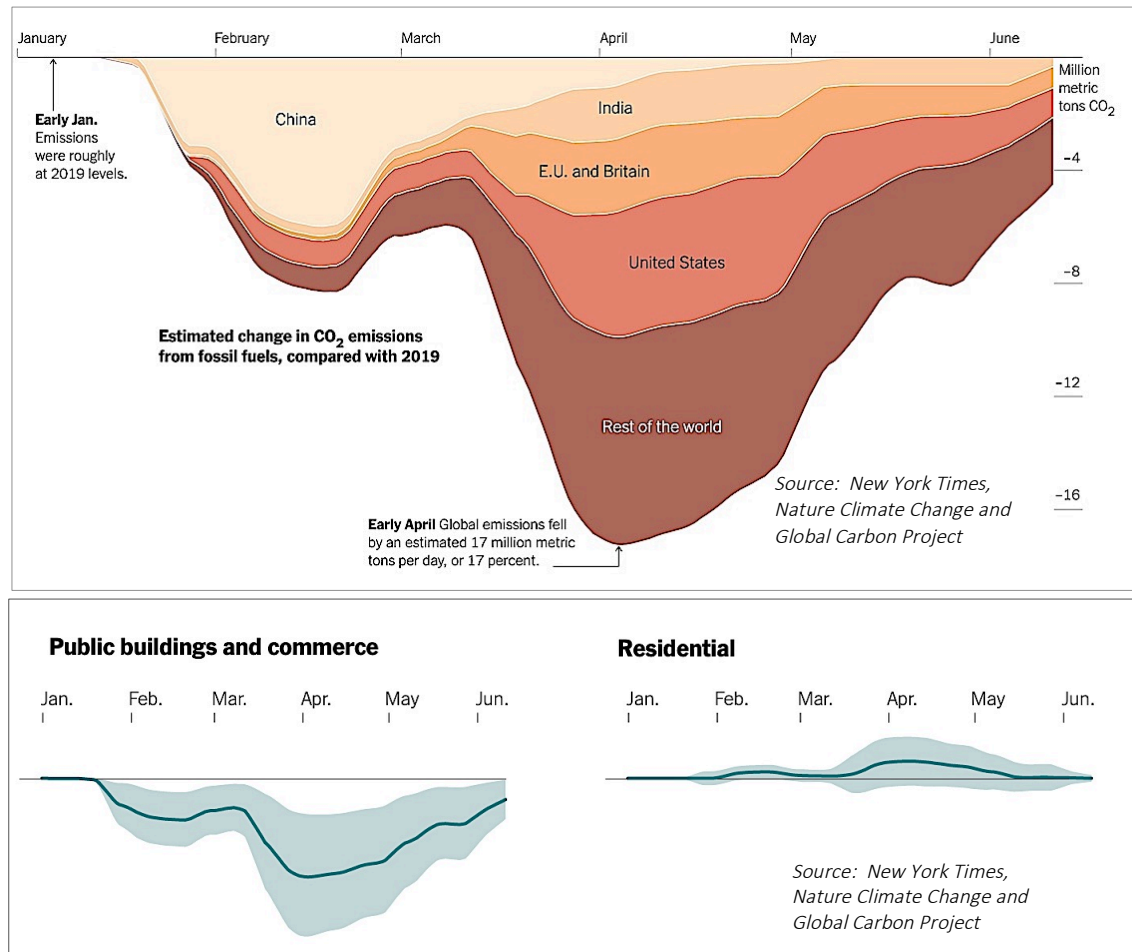 January February March April May June
Million
metric
tons CO₂
Early Jan.
Emissions
were roughly
at 2019 levels.
China
India
E.U. and Britain
United States
Rest of the world
–4
–8
–12
–16
Estimated change in CO₂ emissions
from fossil fuels, compared with 2019
Early April Global emissions fell
by an estimated 17 million metric
tons per day, or 17 percent.
Source: New York Times,
Nature Climate Change and
Global Carbon Project
Public buildings and commerce
Jan. Feb. Mar. Apr. May Jun.
Residential
Jan. Feb. Mar. Apr. May Jun.
Source: New York Times,
Nature Climate Change and
Global Carbon Project